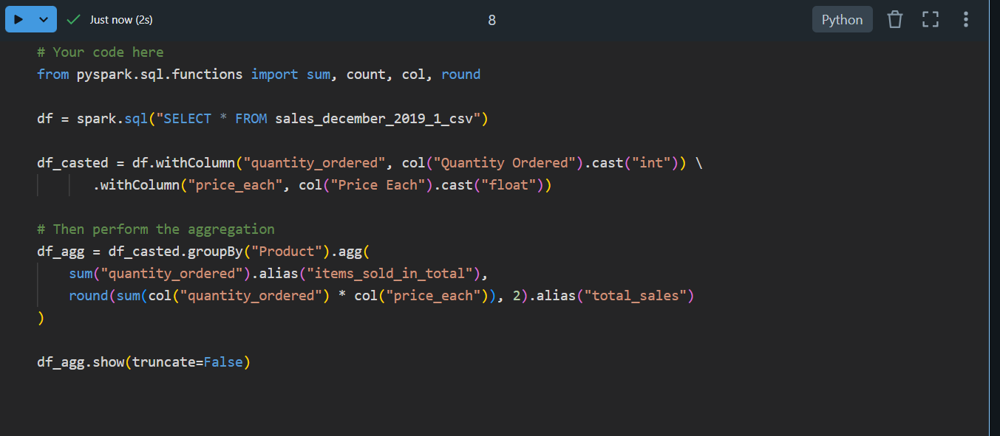 Just now (2s)
8
Python
# Your code here
from pyspark.sql.functions import sum, count, col, round
df = spark.sql("SELECT * FROM sales_december_2019_1_csv")
df_casted = df.withColumn("quantity_ordered", col("Quantity Ordered").cast("int")) \
.withColumn("price_each", col("Price Each").cast("float"))
# Then perform the aggregation
df_agg = df_casted.groupBy("Product").agg(
sum("quantity_ordered").alias("items_sold_in_total"),
round(sum(col("quantity_ordered") * col("price_each")), 2).alias("total_sales")
)
df_agg.show(truncate=False)